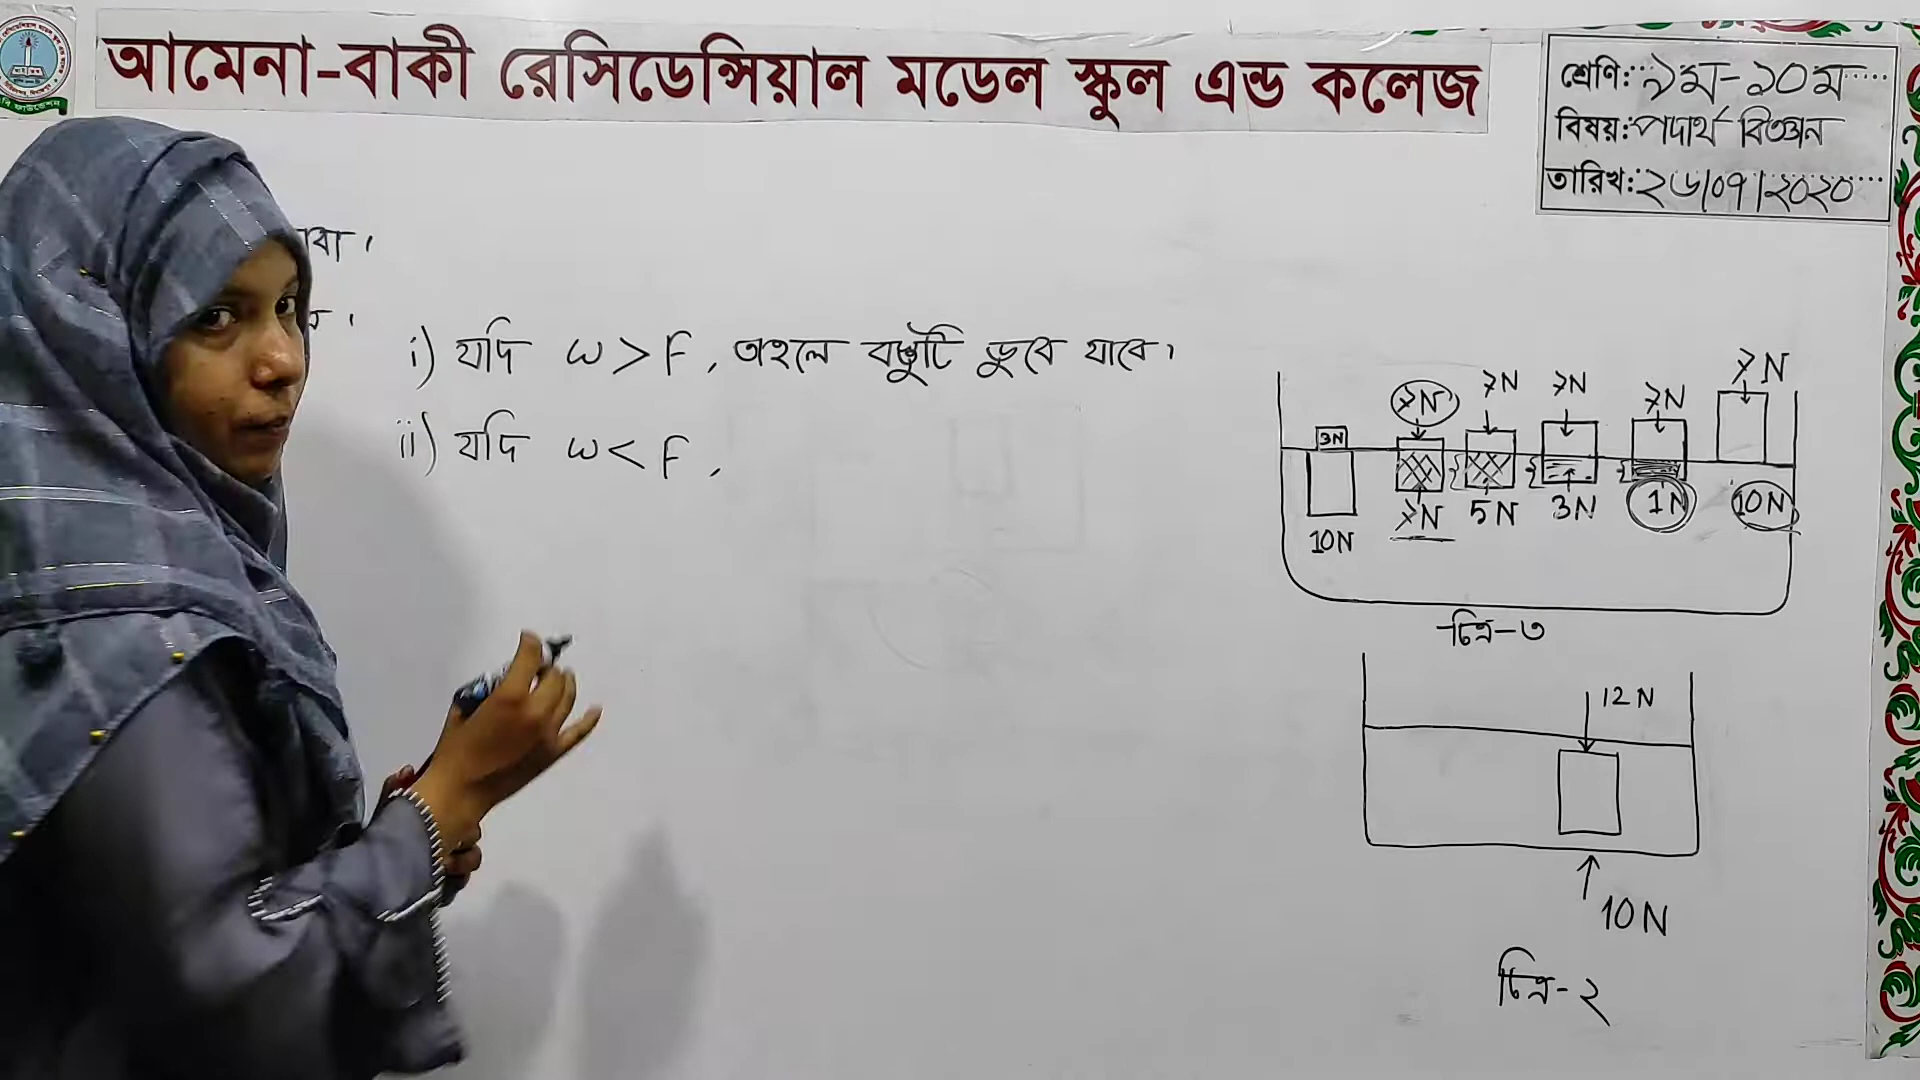 আমেনা-বাকী রেসিডেন্সিয়াল মডেল স্কুল এন্ড কলেজ
শ্রেণি: ৯ম-১০ম
বিষয়: পদার্থ বিজ্ঞান
তারিখ: ২৬/০৭/২০২০
i) যদি ω > F, তাহলে বস্তুটি ডুবে যাবে।
ii) যদি ω < F,
3N
7N
7N
7N
7N
7N
10N
7N
5N
3N
1N
10N
চিত্র-৩
12N
10N
চিত্র-২